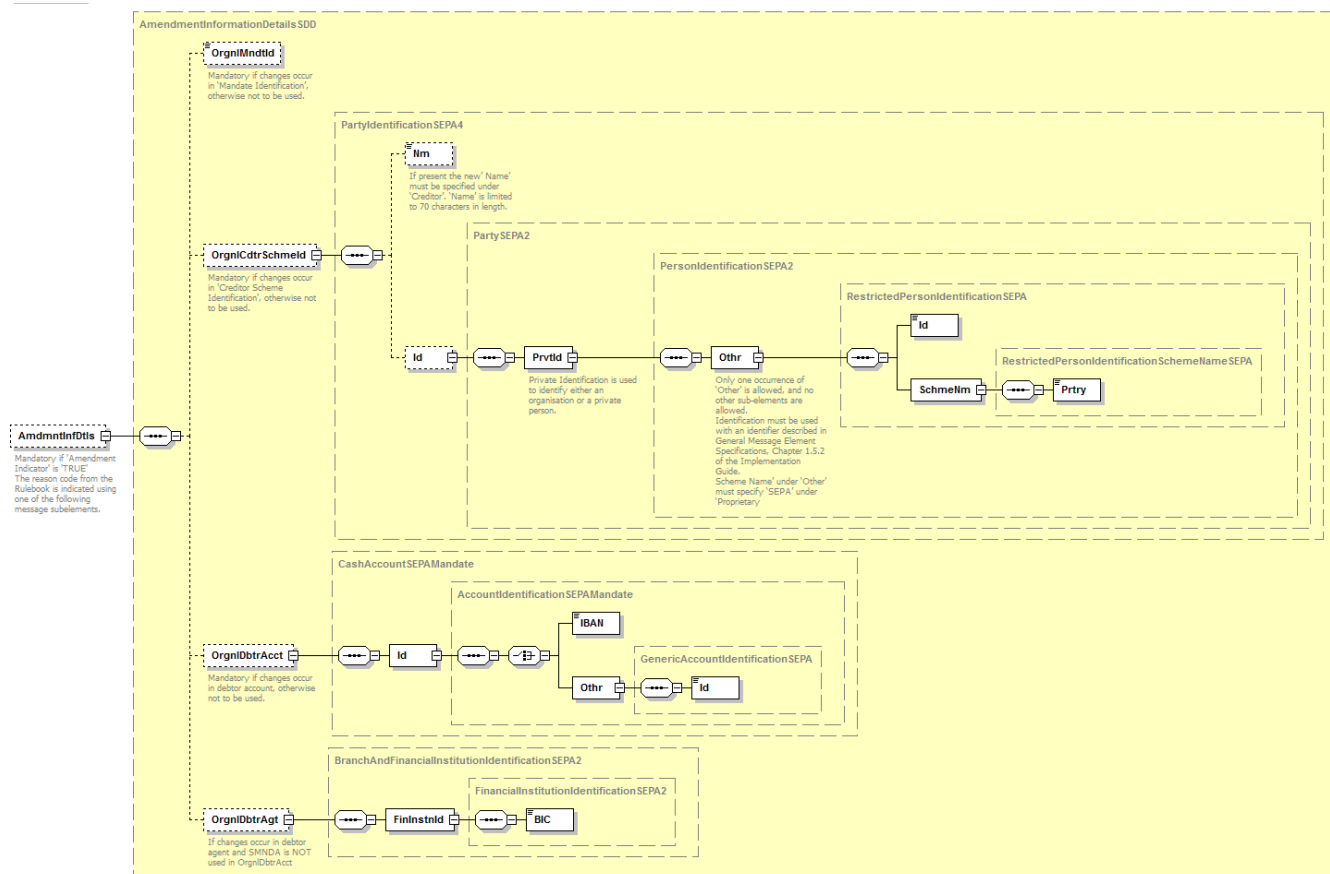 AmendmentInformationDetailsSDD
OrgnlMndtId
Mandatory if changes occur
in 'Mandate Identification',
otherwise not to be used.
PartyIdentificationSEPA4
Nm
If present the new' Name'
must be specified under
'Creditor'. 'Name' is limited
to 70 characters in length.
PartySEPA2
OrgnlCdtrSchmeId
Mandatory if changes occur
in 'Creditor Scheme
Identification', otherwise not
to be used.
PersonIdentificationSEPA2
RestrictedPersonIdentificationSEPA
Id
Id
PrvtId
Private Identification is used
to identify either an
organisation or a private
person.
Othr
Only one occurrence of
'Other' is allowed, and no
other sub-elements are
allowed.
Identification must be used
with an identifier described in
General Message Element
Specifications, Chapter 1.5.2
of the Implementation
Guide.
Scheme Name' under 'Other'
must specify 'SEPA' under
'Proprietary
RestrictedPersonIdentificationSchemeNameSEPA
SchmeNm
Prtry
AmdmntInfDtls
Mandatory if 'Amendment
Indicator' is 'TRUE'
The reason code from the
Rulebook is indicated using
one of the following
message subelements.
CashAccountSEPAMandate
AccountIdentificationSEPAMandate
IBAN
OrgnlDbtrAcct
Mandatory if changes occur
in debtor account, otherwise
not to be used.
Id
GenericAccountIdentificationSEPA
Othr
Id
BranchAndFinancialInstitutionIdentificationSEPA2
FinancialInstitutionIdentificationSEPA2
OrgnlDbtrAgt
If changes occur in debtor
agent and SMNDA is NOT
used in OrgnlDbtrAcct
FinInstnId
BIC